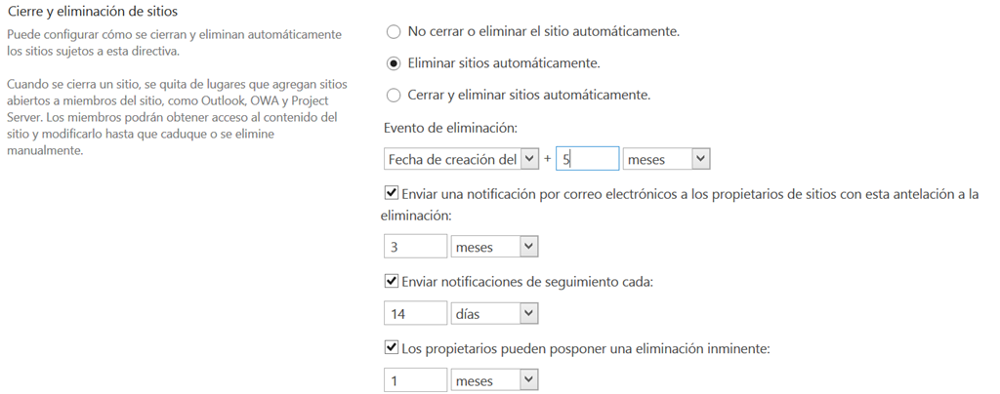 Cierre y eliminación de sitios
Puede configurar cómo se cierran y eliminan automáticamente
los sitios sujetos a esta directiva.
Cuando se cierra un sitio, se quita de lugares que agregan sitios
abiertos a miembros del sitio, como Outlook, OWA y Project
Server. Los miembros podrán obtener acceso al contenido del
sitio y modificarlo hasta que caduque o se elimine
manualmente.
No cerrar o eliminar el sitio automáticamente.
Eliminar sitios automáticamente.
Cerrar y eliminar sitios automáticamente.
Evento de eliminación:
Fecha de creación del + 5 meses
Enviar una notificación por correo electrónicos a los propietarios de sitios con esta antelación a la
eliminación:
3 meses
Enviar notificaciones de seguimiento cada:
14 días
Los propietarios pueden posponer una eliminación inminente:
1 meses